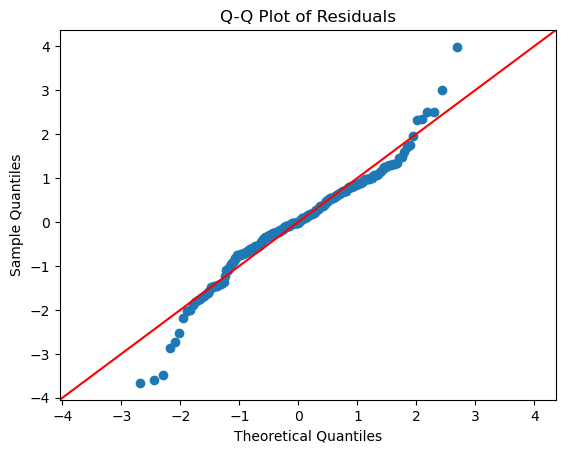 Q-Q Plot of Residuals
4
3
2
1
0
−1
−2
−3
−4
Sample Quantiles
−4 −3 −2 −1 0 1 2 3 4
Theoretical Quantiles